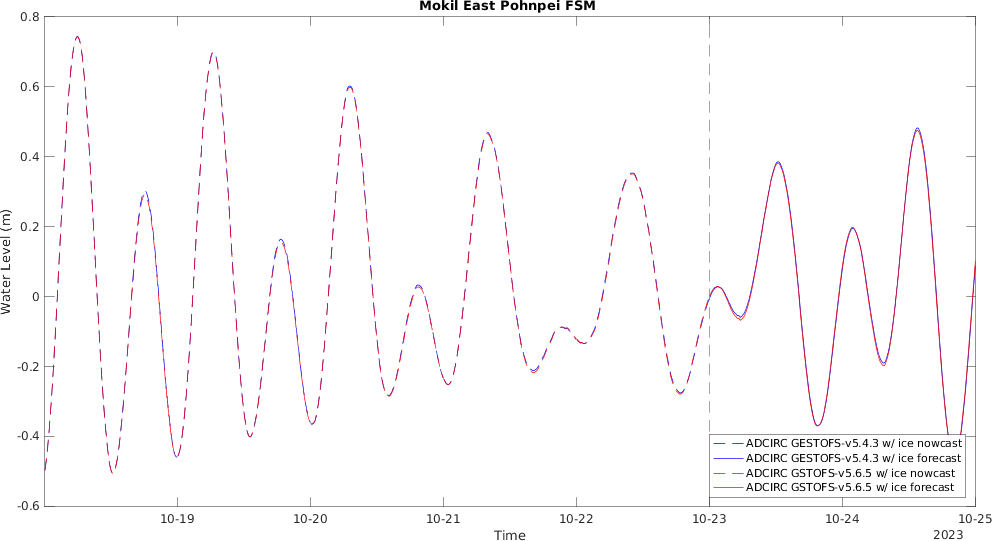 Mokil East Pohnpei FSM
0.8
0.6
0.4
0.2
0
-0.2
-0.4
-0.6
Water Level (m)
10-19
10-20
10-21
10-22
10-23
10-24
10-25
Time
2023
ADCIRC GESTOFS-v5.4.3 w/ ice nowcast
ADCIRC GESTOFS-v5.4.3 w/ ice forecast
ADCIRC GSTOFS-v5.6.5 w/ ice nowcast
ADCIRC GSTOFS-v5.6.5 w/ ice forecast